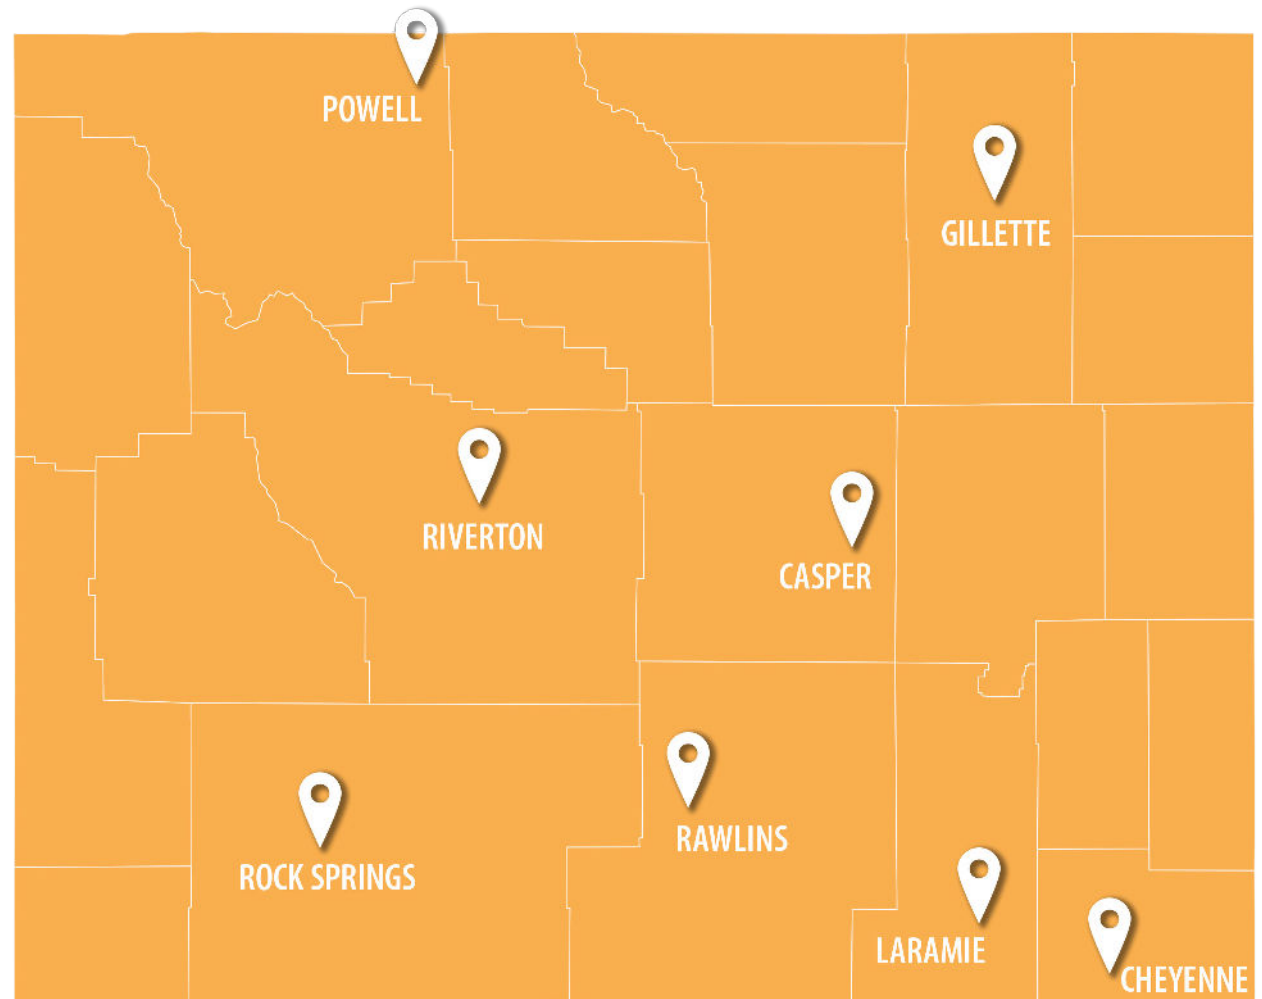 POWELL
GILLETTE
RIVERTON
CASPER
RAWLINS
ROCK SPRINGS
LARAMIE
CHEYENNE